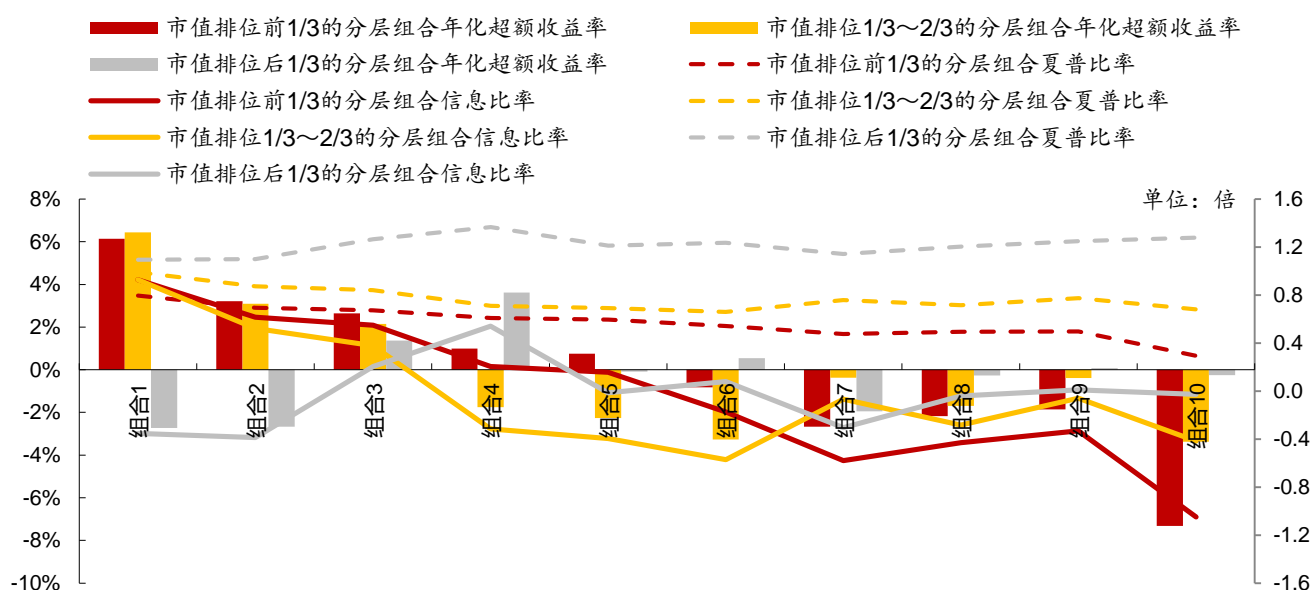 市值排位前1/3的分层组合年化超额收益率
市值排位1/3~2/3的分层组合年化超额收益率
市值排位后1/3的分层组合年化超额收益率
市值排位前1/3的分层组合夏普比率
市值排位前1/3的分层组合信息比率
市值排位1/3~2/3的分层组合夏普比率
市值排位1/3~2/3的分层组合信息比率
市值排位后1/3的分层组合夏普比率
市值排位后1/3的分层组合信息比率
单位：倍
8%
6%
4%
2%
0%
-2%
-4%
-6%
-8%
-10%
1.6
1.2
0.8
0.4
0.0
-0.4
-0.8
-1.2
-1.6
组合1
组合2
组合3
组合4
组合5
组合6
组合7
组合8
组合9
组合10